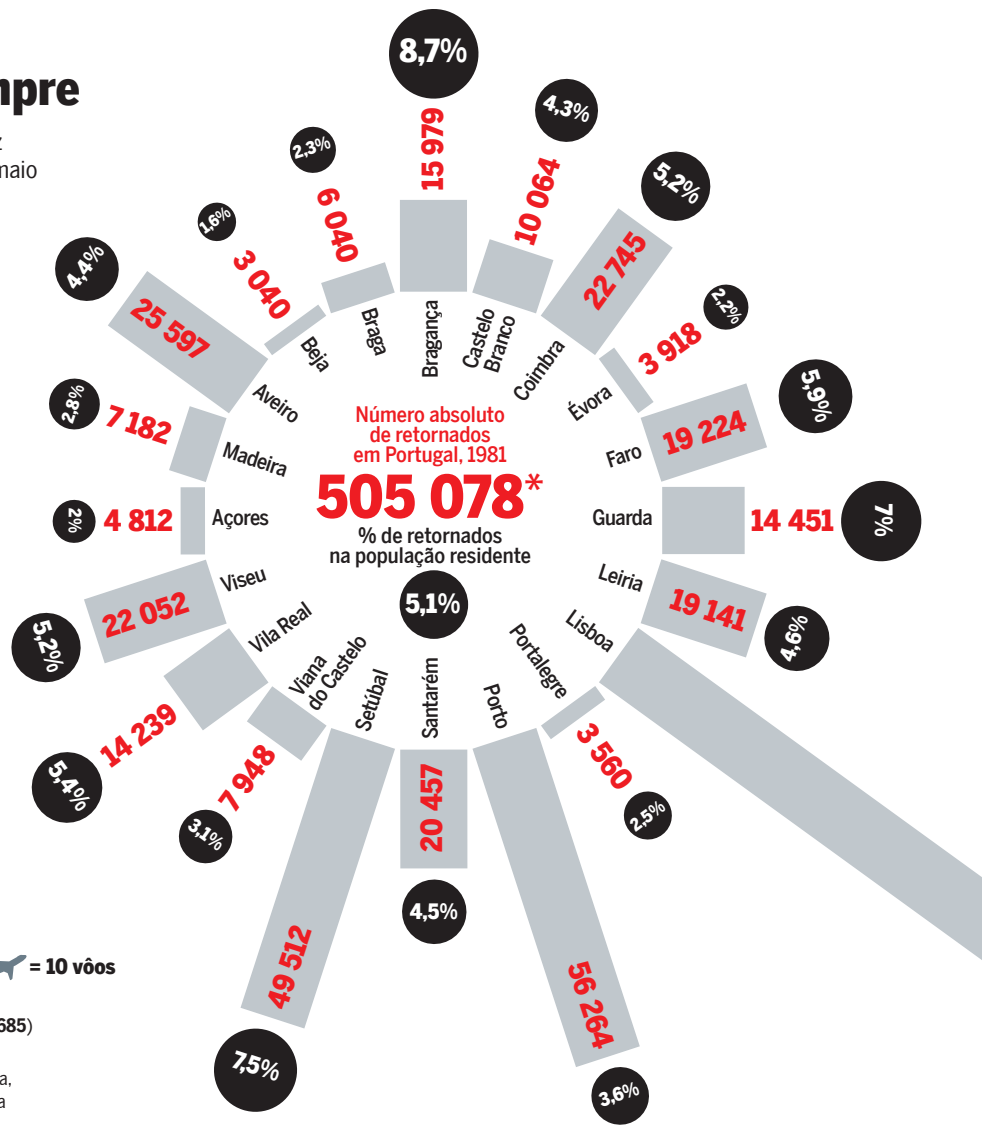 mpre
z
maio
8,7%
15 979
Bragança
4,3%
10 064
Castelo
Branco
5,2%
22 745
Coimbra
2,2%
3 918
Évora
5,9%
19 224
Faro
7%
14 451
Guarda
4,6%
19 141
Leiria
Lisboa
2,5%
3 560
Portalegre
3,6%
56 264
Porto
4,5%
20 457
Santarém
7,5%
49 512
Setúbal
3,1%
7 948
Viana
do Castelo
5,4%
14 239
Vila Real
5,2%
22 052
Viseu
2%
4 812
Açores
2,8%
7 182
Madeira
4,4%
25 597
Aveiro
1,6%
3 040
Beja
2,3%
6 040
Braga
Número absoluto
de retornados
em Portugal, 1981
505 078*
% de retornados
na população residente
5,1%
= 10 vôos
685)
a,
a